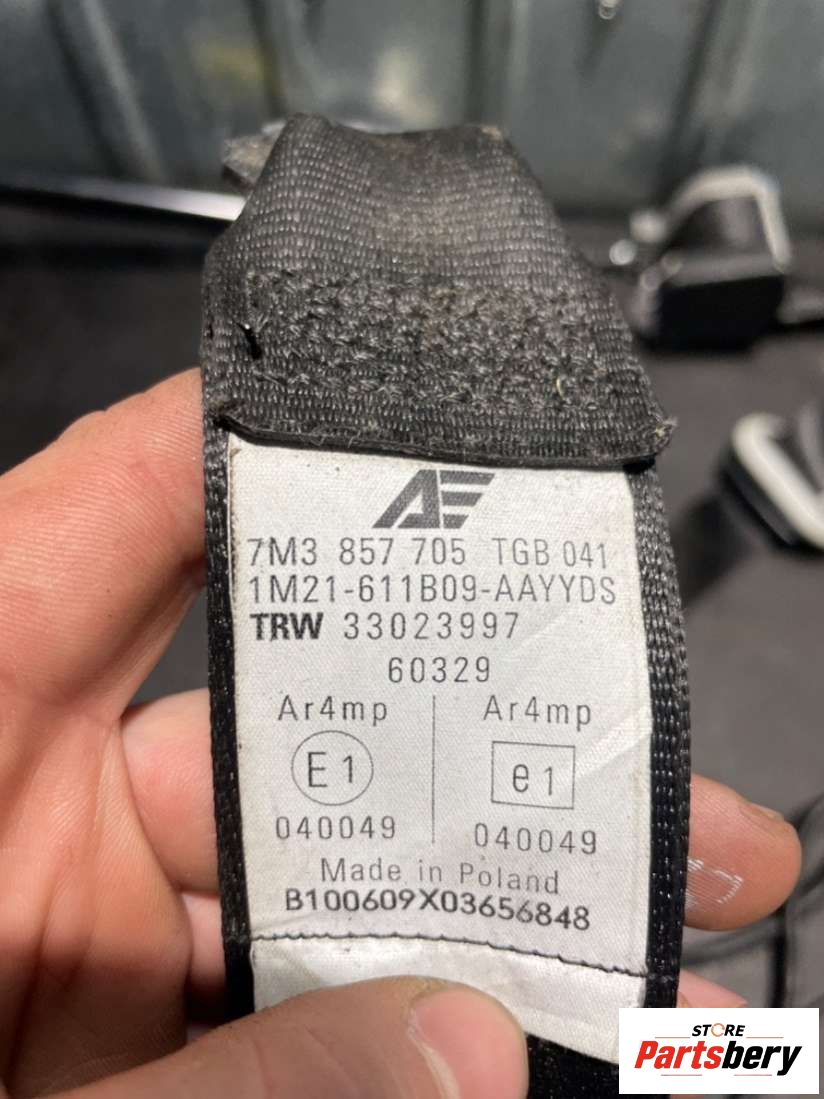 AE
7M3 857 705 TGB 041
1M21-611B09-AAYYDS
TRW 33023997
60329
Ar4mp Ar4mp
E1 e1
040049 040049
Made in Poland
B100609X03656848
STORE
Partsbery